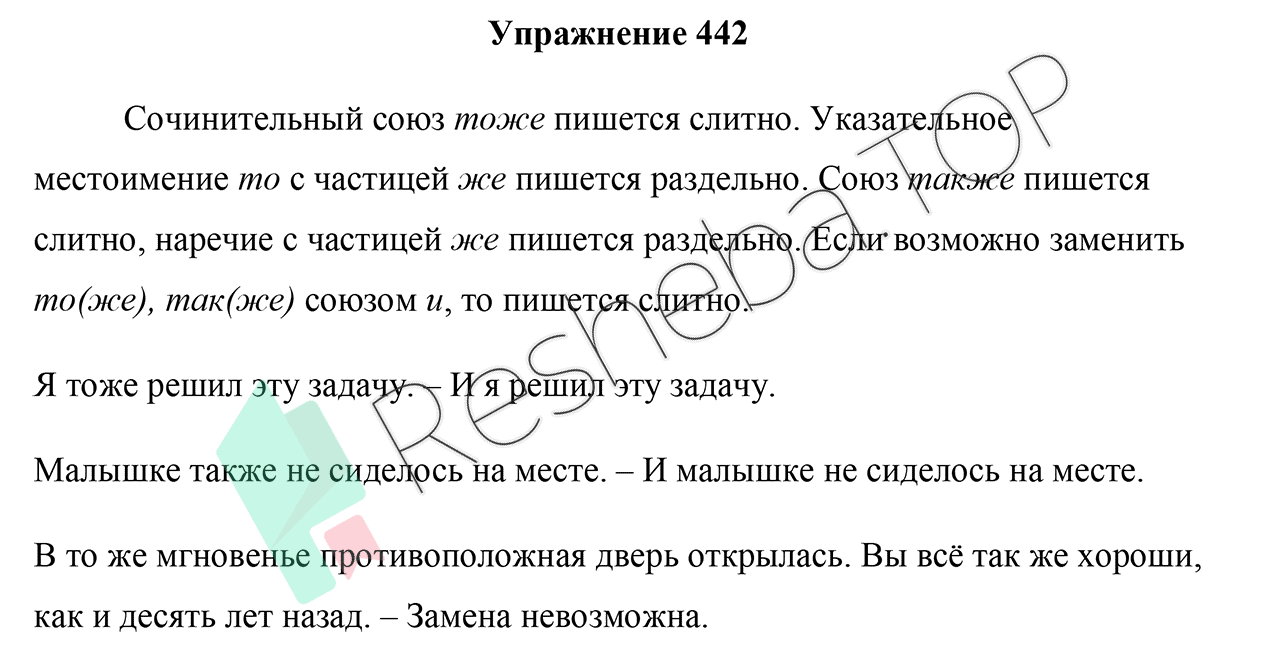 Упражнение 442
Сочинительный союз тоже пишется слитно. Указательное
местоимение то с частицей же пишется раздельно. Союз также пишется
слитно, наречие с частицей же пишется раздельно. Если возможно заменить
то(же), так(же) союзом и, то пишется слитно.
Я тоже решил эту задачу. – И я решил эту задачу.
Малышке также не сиделось на месте. – И малышке не сиделось на месте.
В то же мгновенье противоположная дверь открылась. Вы всё так же хороши,
как и десять лет назад. – Замена невозможна.
Resheba.TOP